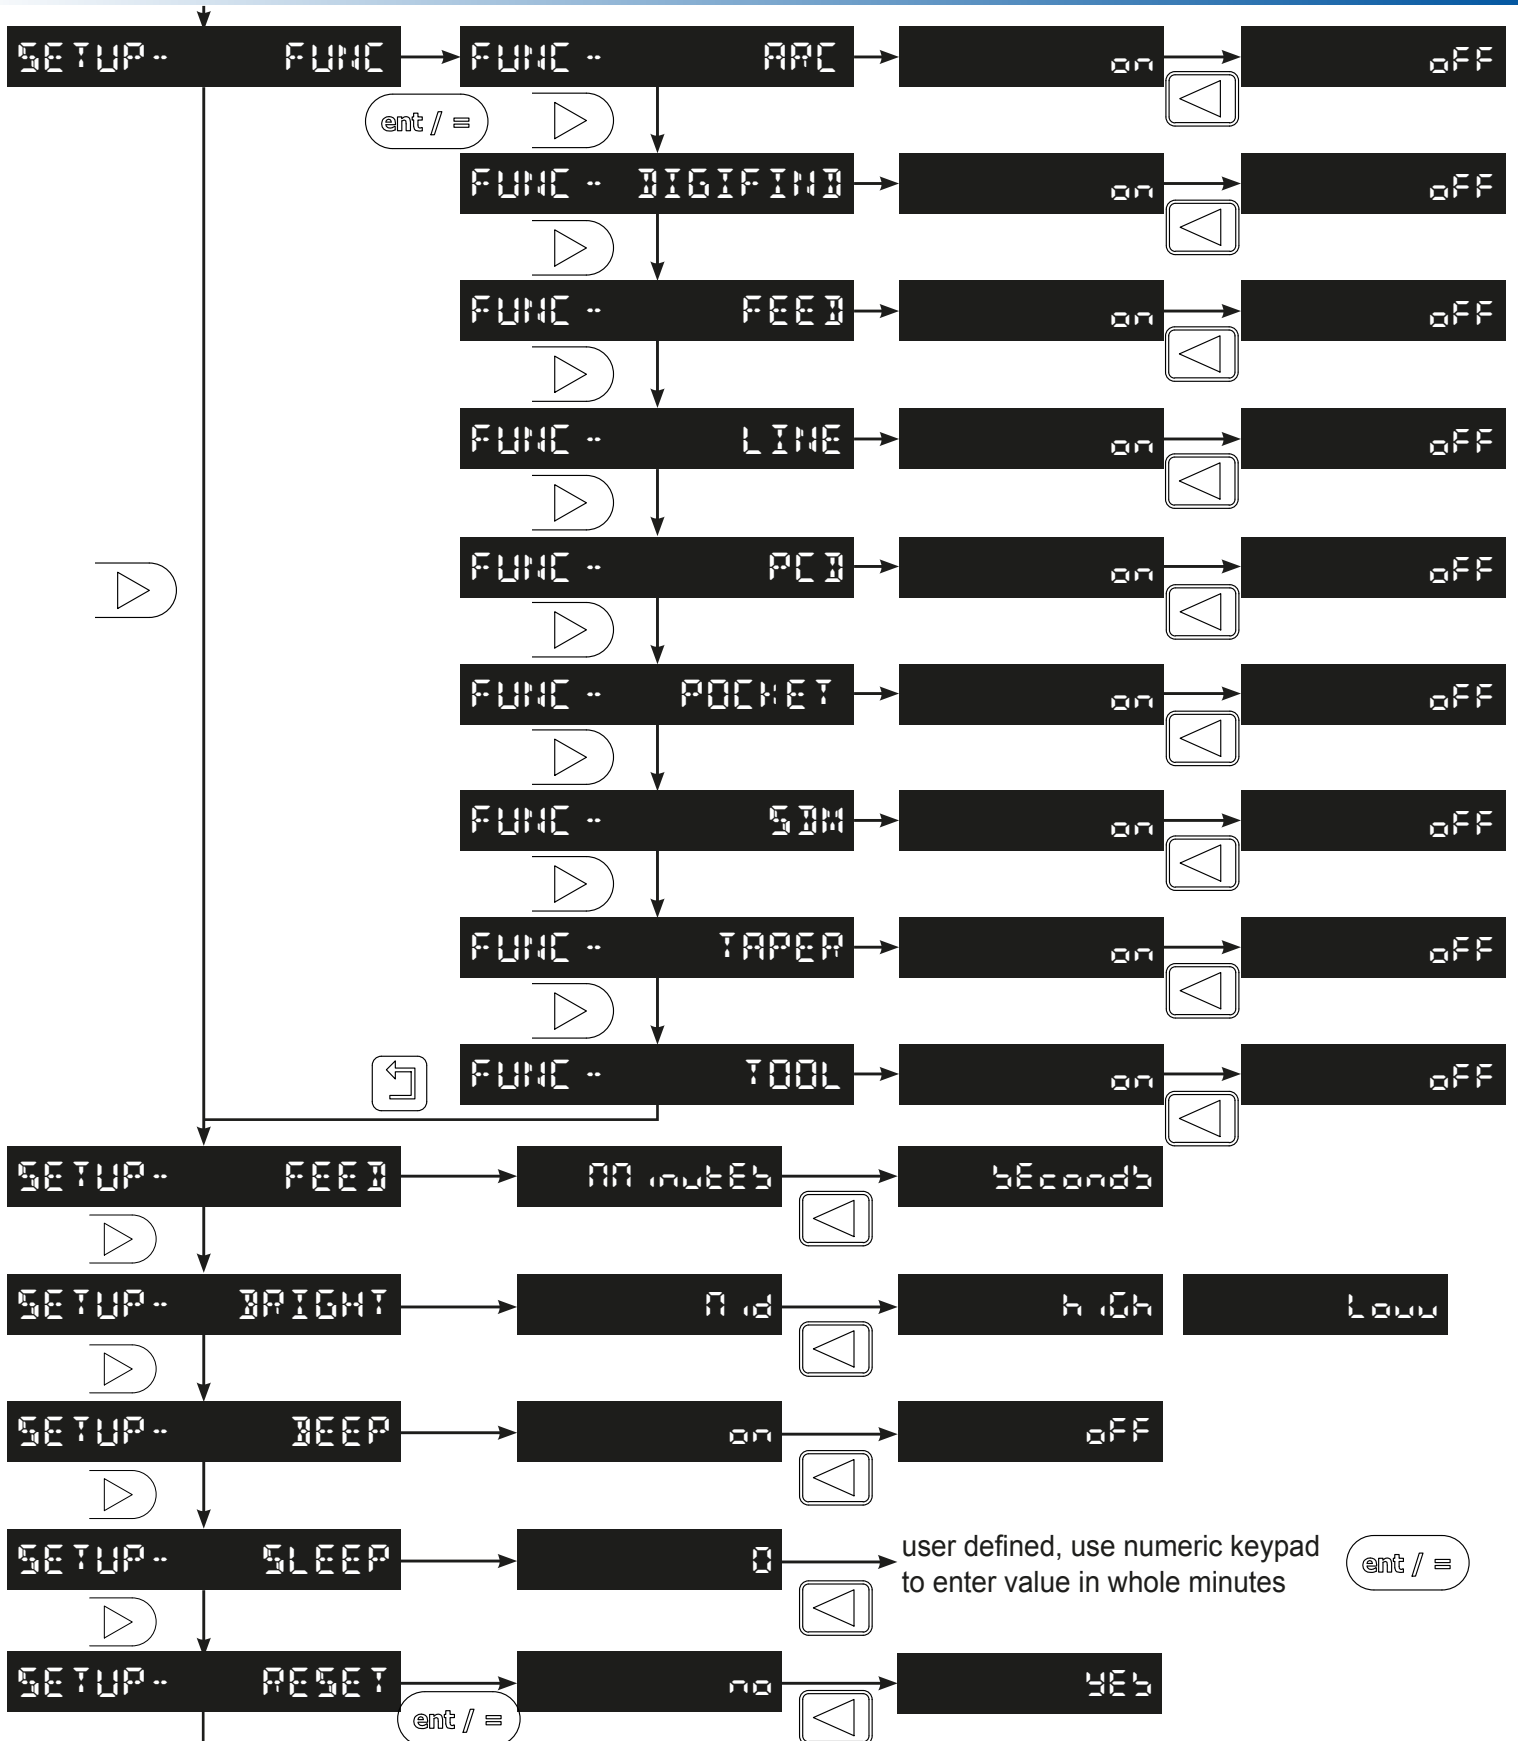 SETUP- FUNC FUNC - ARC on oFF
ent / =
FUNC - DIGIFIND on oFF
FUNC - FEED on oFF
FUNC - LINE on oFF
FUNC - PCD on oFF
FUNC - POCKET on oFF
FUNC - SDM on oFF
FUNC - TAPER on oFF
FUNC - TOOL on oFF
SETUP- FEED MinutES SEcondS
SETUP- BRIGHT Mid hiGh Low
SETUP- BEEP on oFF
SETUP- SLEEP 0 user defined, use numeric keypad
to enter value in whole minutes
ent / =
SETUP- RESET no YES
ent / =